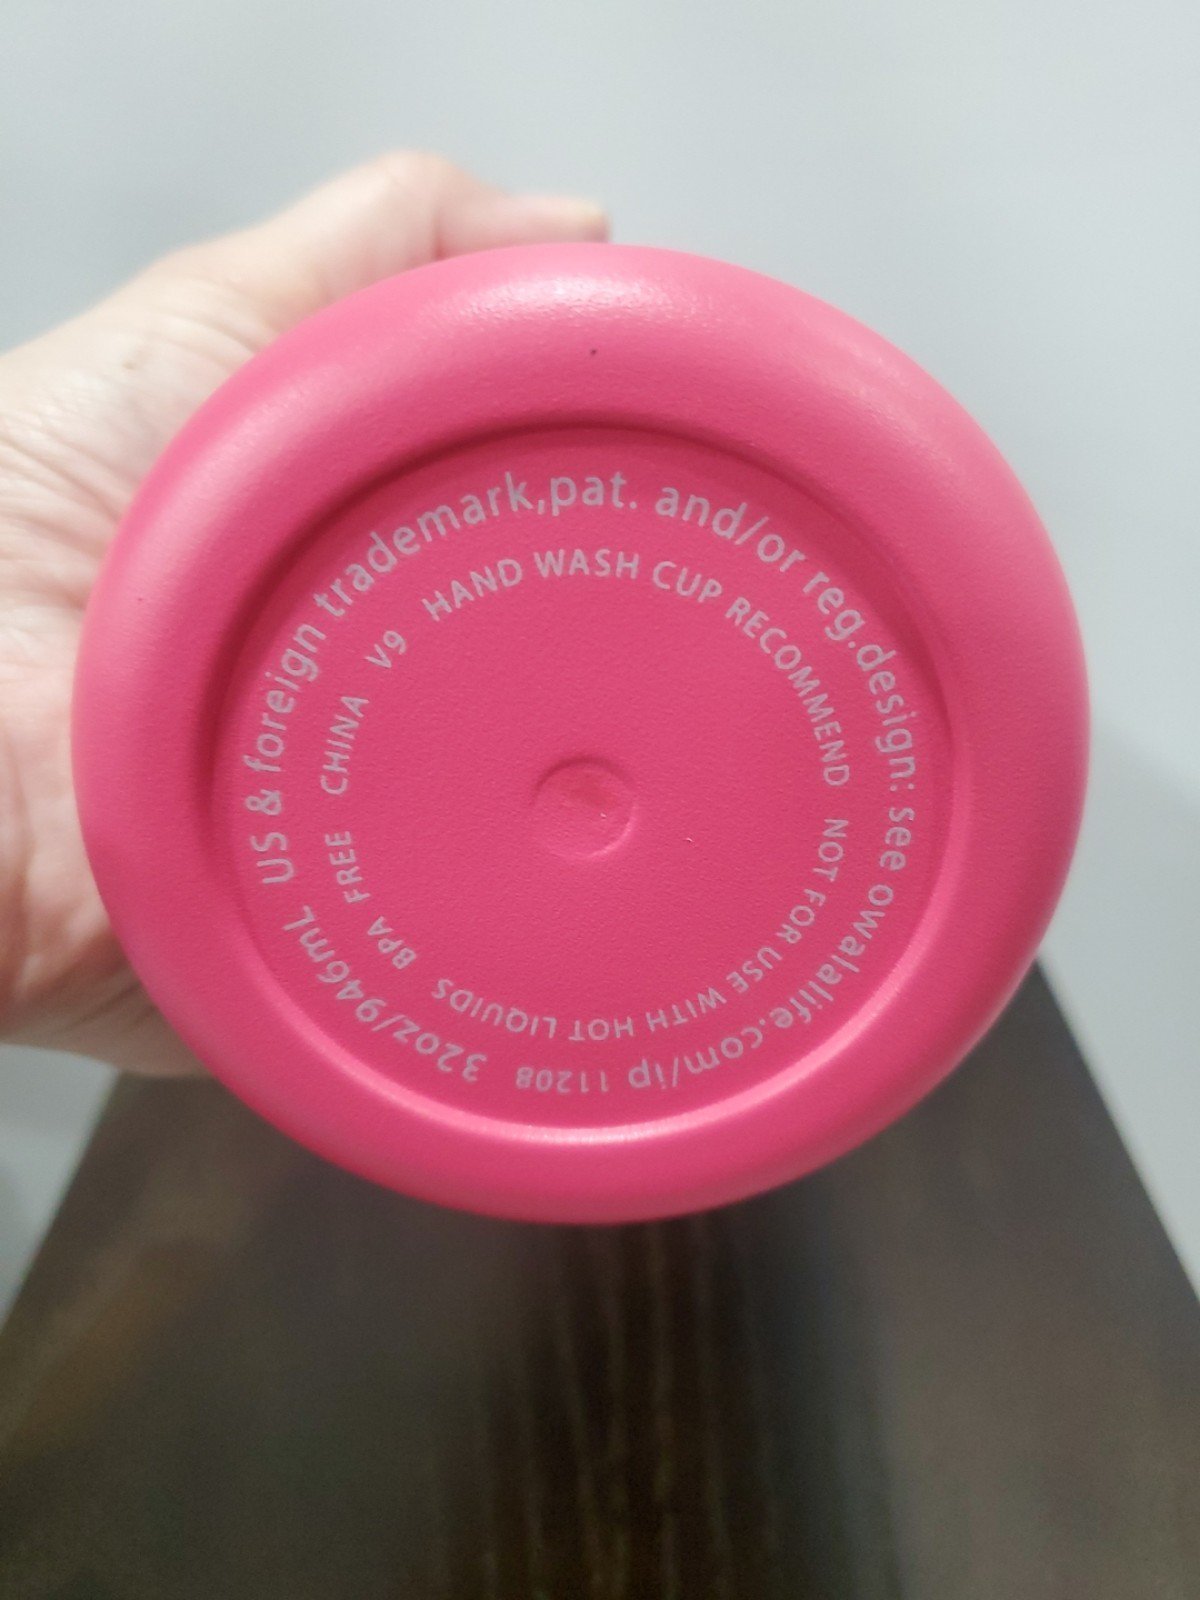 US & foreign trademark,pat. and/or reg.design: see owalalife.com/ip 11208 32oz/946mL
HAND WASH CUP RECOMMEND NOT FOR USE WITH HOT LIQUIDS BPA FREE CHINA V9